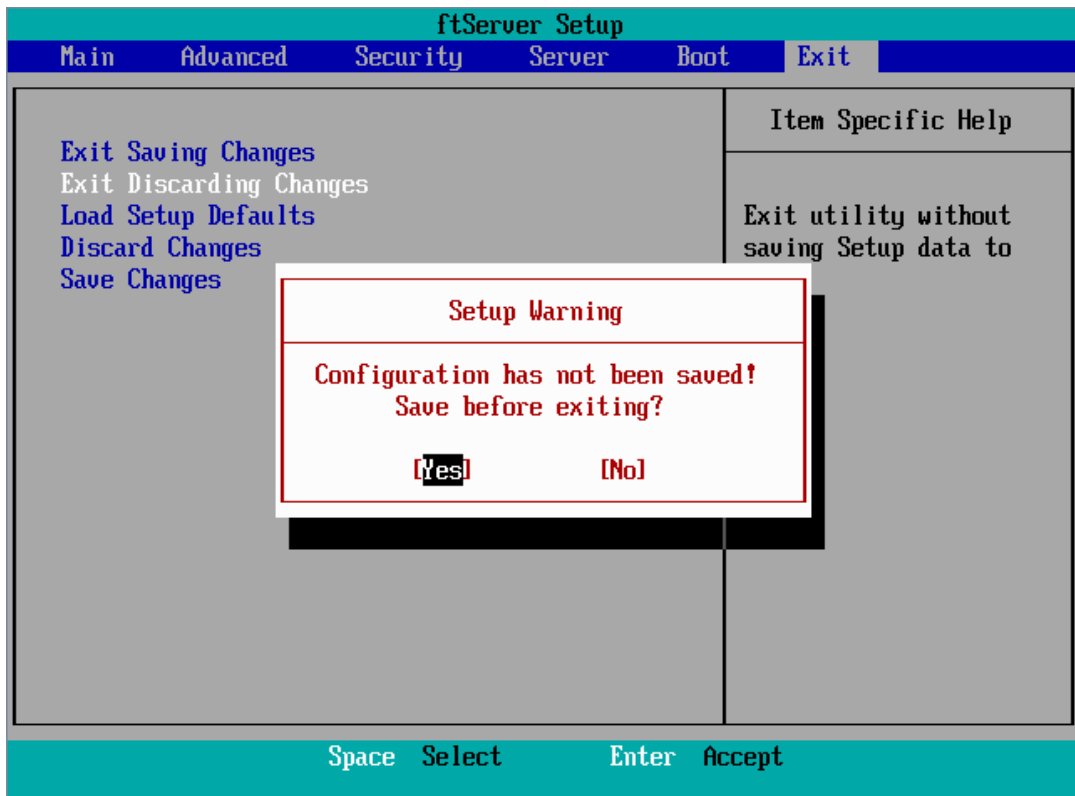 ftServer Setup
Main Advanced Security Server Boot Exit
Exit Saving Changes
Exit Discarding Changes
Load Setup Defaults
Discard Changes
Save Changes
Item Specific Help
Exit utility without
saving Setup data to
Setup Warning
Configuration has not been saved!
Save before exiting?
[Yes] [No]
Space Select Enter Accept